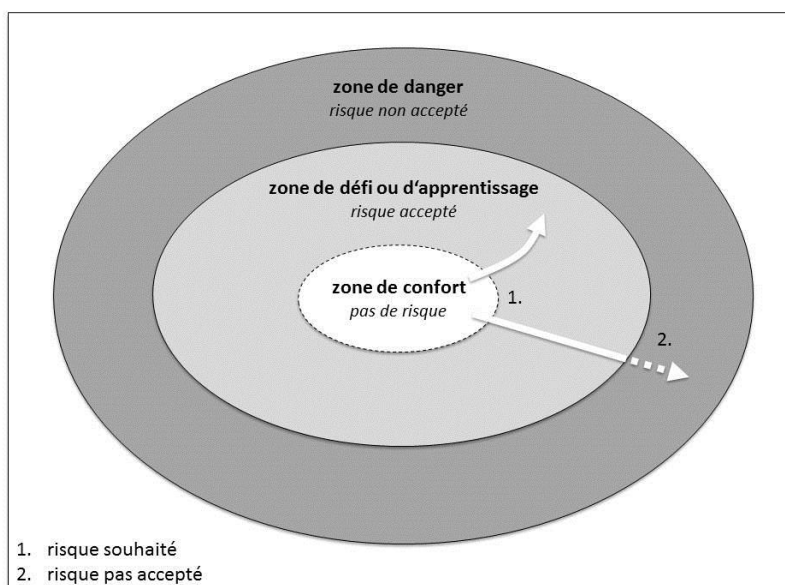 zone de danger
risque non accepté
zone de défi ou d‘apprentissage
risque accepté
zone de confort
pas de risque
1.
2.
1. risque souhaité
2. risque pas accepté